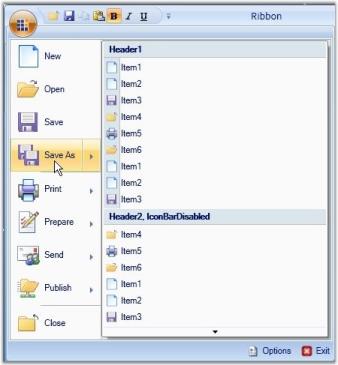 B I U
Ribbon
New
Open
Save
Save As
Print
Prepare
Send
Publish
Close
Header1
Item1
Item2
Item3
Item4
Item5
Item6
Item1
Item2
Item3
Header2, IconBarDisabled
Item4
Item5
Item6
Item1
Item2
Item3
Options Exit